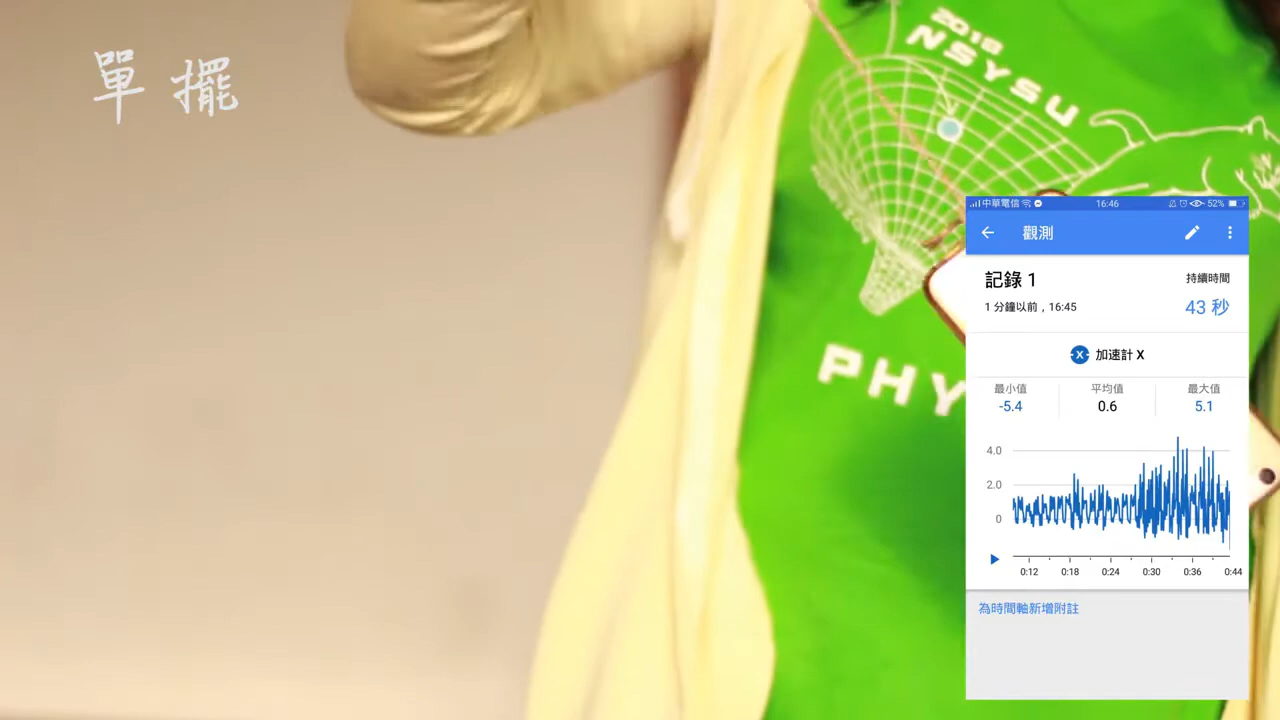 單擺
2018
NSYSU
PHY
中華電信
16:46
52%
觀測
記錄 1
持續時間
1 分鐘以前，16:45
43 秒
X 加速計 X
最小值
平均值
最大值
-5.4
0.6
5.1
4.0
2.0
0
0:12
0:18
0:24
0:30
0:36
0:44
為時間軸新增附註